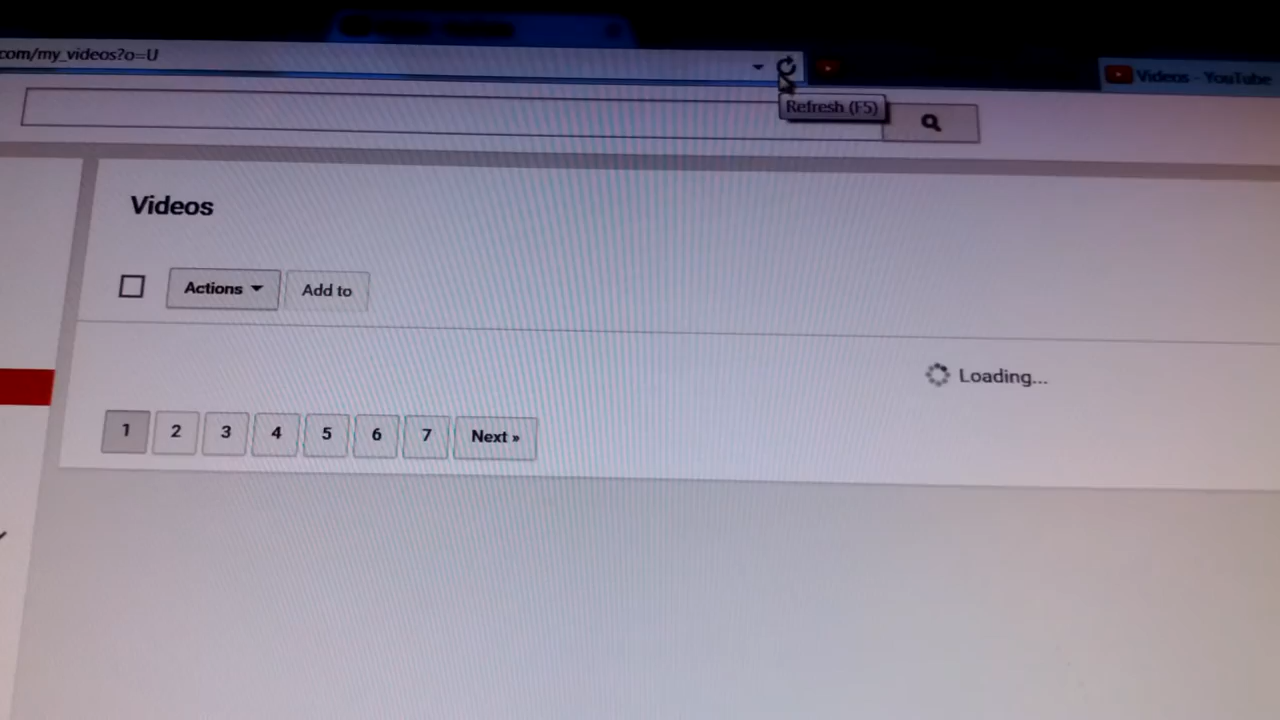 com/my_videos?o=U
Videos - YouTube
Refresh (F5)
Videos
Actions Add to
Loading...
1 2 3 4 5 6 7 Next »